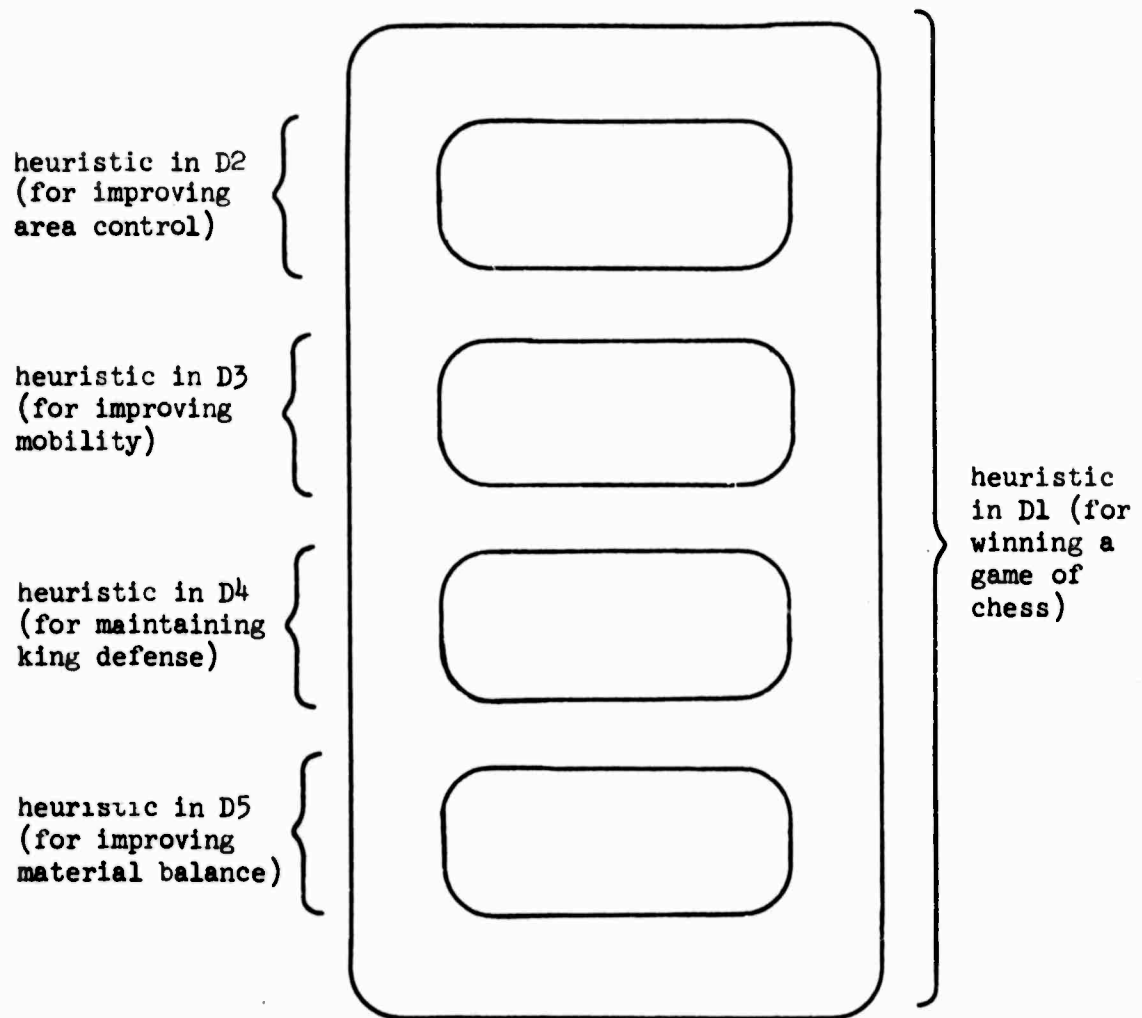 heuristic in D2
(for improving
area control)
heuristic in D3
(for improving
mobility)
heuristic in D4
(for maintaining
king defense)
heuristic in D5
(for improving
material balance)
heuristic
in D1 (for
winning a
game of
chess)